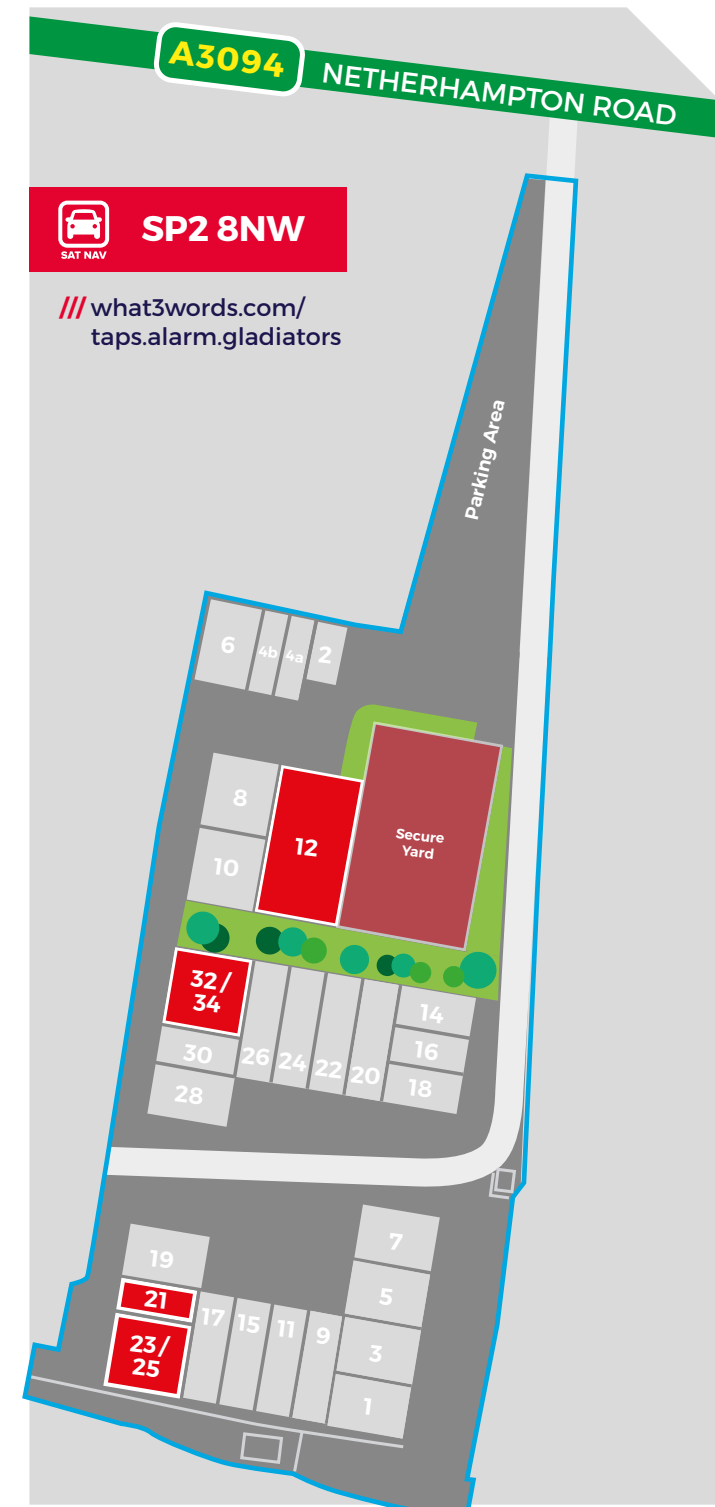 A3094 NETHERHAMPTON ROAD
SAT NAV
SP2 8NW
/// what3words.com/
taps.alarm.gladiators
Parking Area
6
4b
4a
2
8
12
10
Secure
Yard
32/
34
30
28
26
24
22
20
14
16
18
7
5
3
1
19
21
23/
25
17
15
11
9